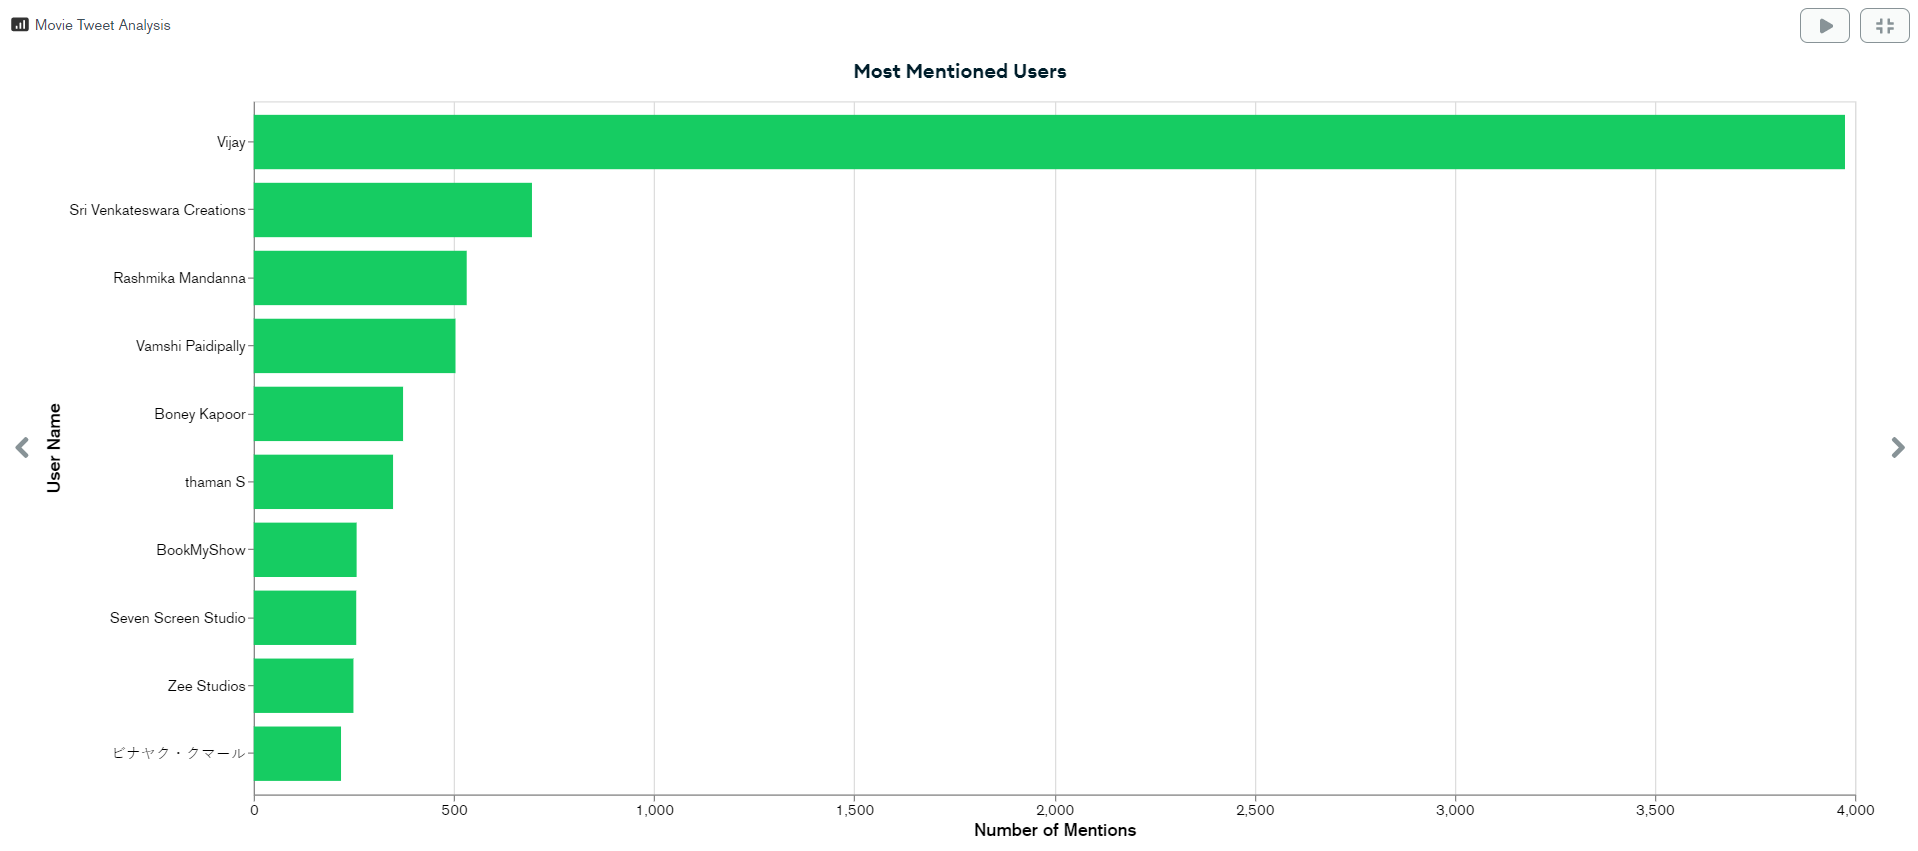 Movie Tweet Analysis
Most Mentioned Users
User Name
Vijay
Sri Venkateswara Creations
Rashmika Mandanna
Vamshi Paidipally
Boney Kapoor
thaman S
BookMyShow
Seven Screen Studio
Zee Studios
ビナヤク・クマール
0 500 1,000 1,500 2,000 2,500 3,000 3,500 4,000
Number of Mentions